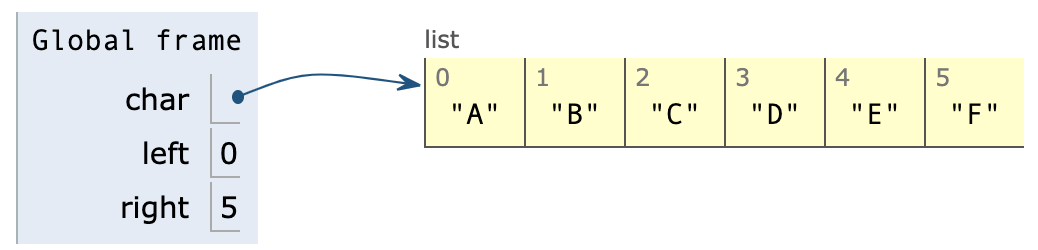 Global frame
char
left 0
right 5
list
0 1 2 3 4 5
"A" "B" "C" "D" "E" "F"